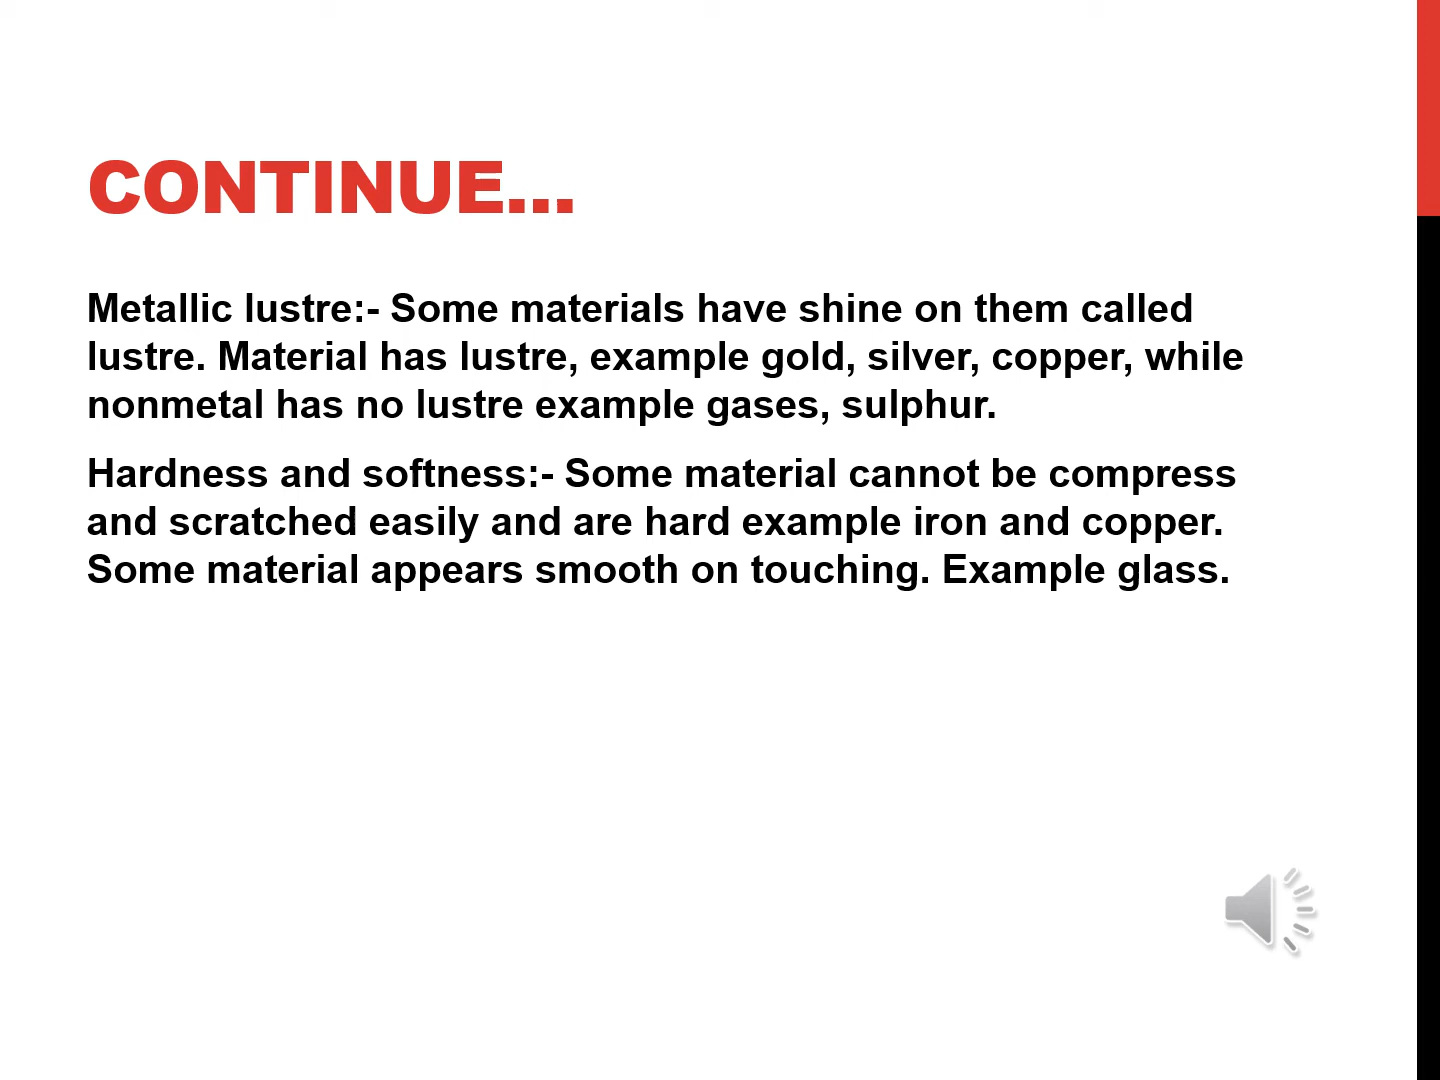 CONTINUE...
Metallic lustre:- Some materials have shine on them called
lustre. Material has lustre, example gold, silver, copper, while
nonmetal has no lustre example gases, sulphur.
Hardness and softness:- Some material cannot be compress
and scratched easily and are hard example iron and copper.
Some material appears smooth on touching. Example glass.